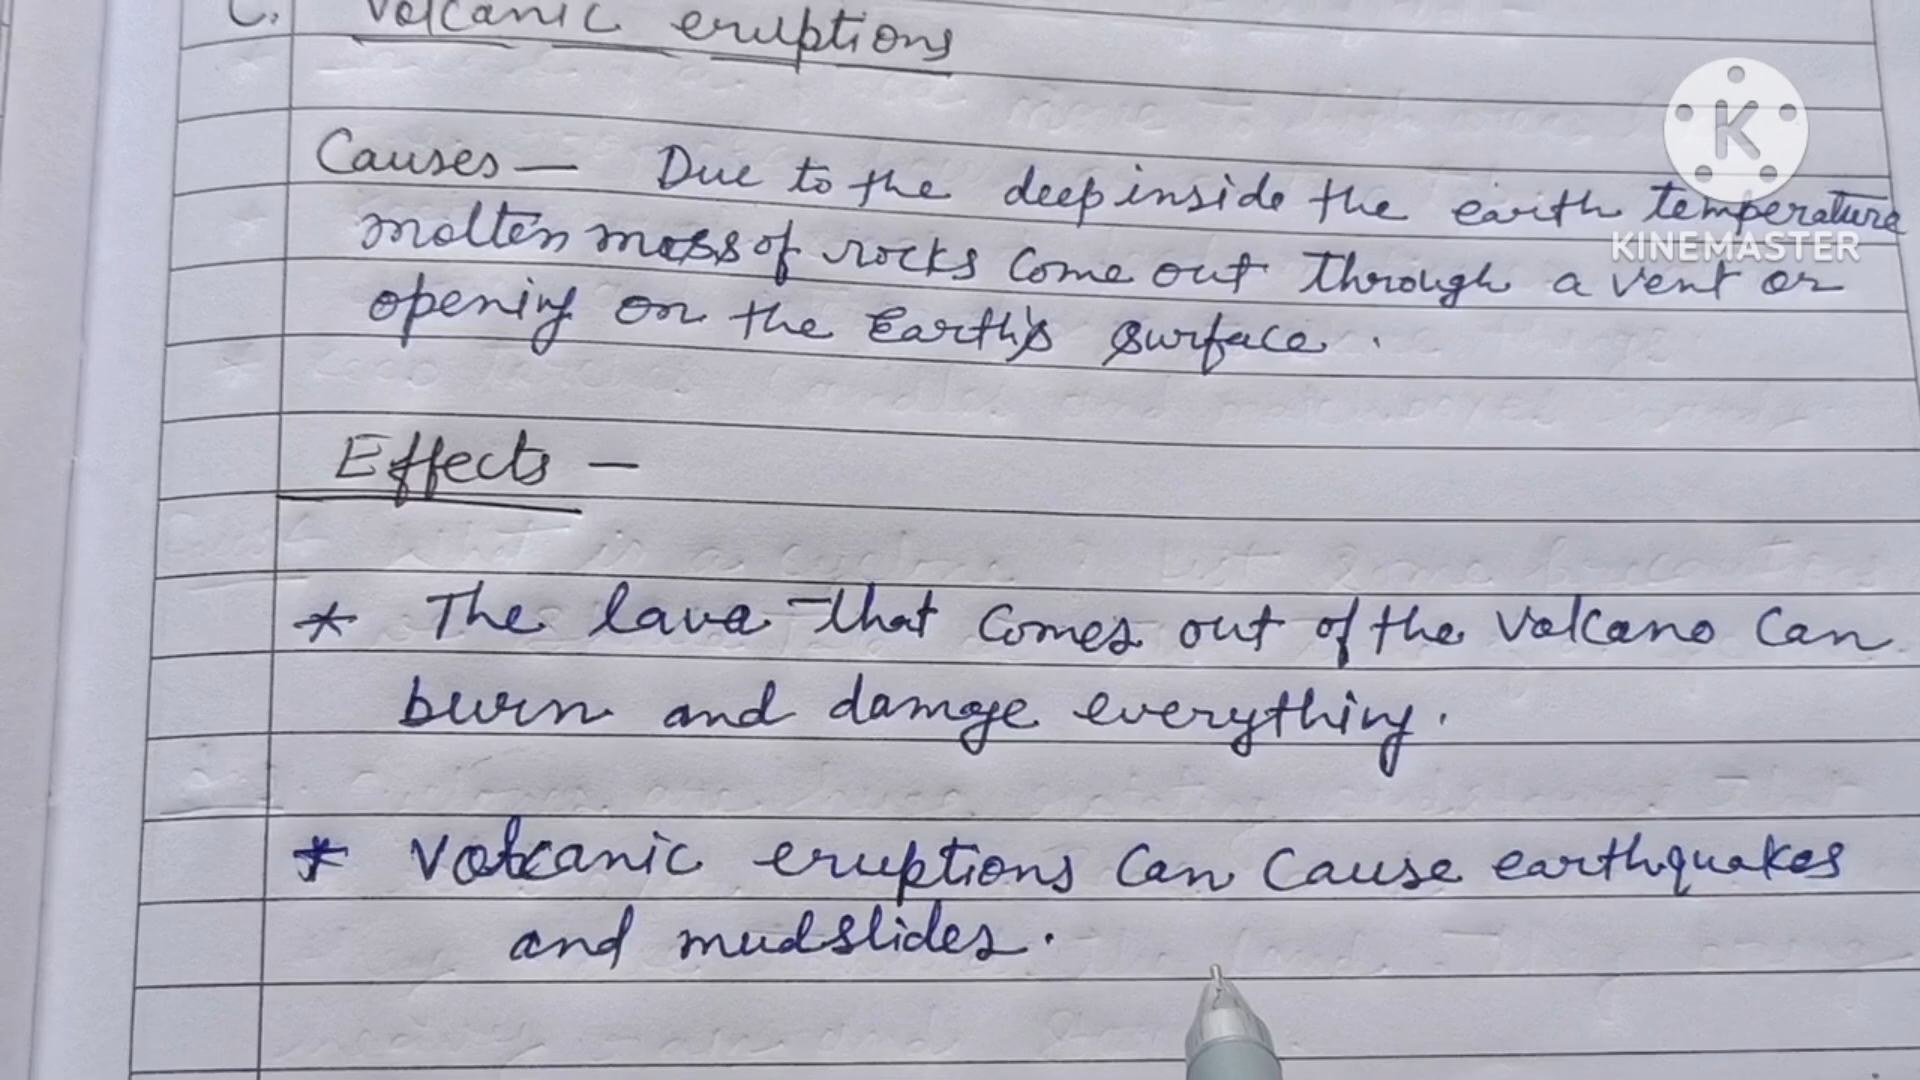 C. Volcanic eruptions
Causes — Due to the deep inside the earth temperature
molten mass of rocks come out through a vent or
opening on the Earth's surface.
Effects —
* The lava that comes out of the volcano can
burn and damage everything.
* Volcanic eruptions can cause earthquakes
and mudslides.
K
KINEMASTER